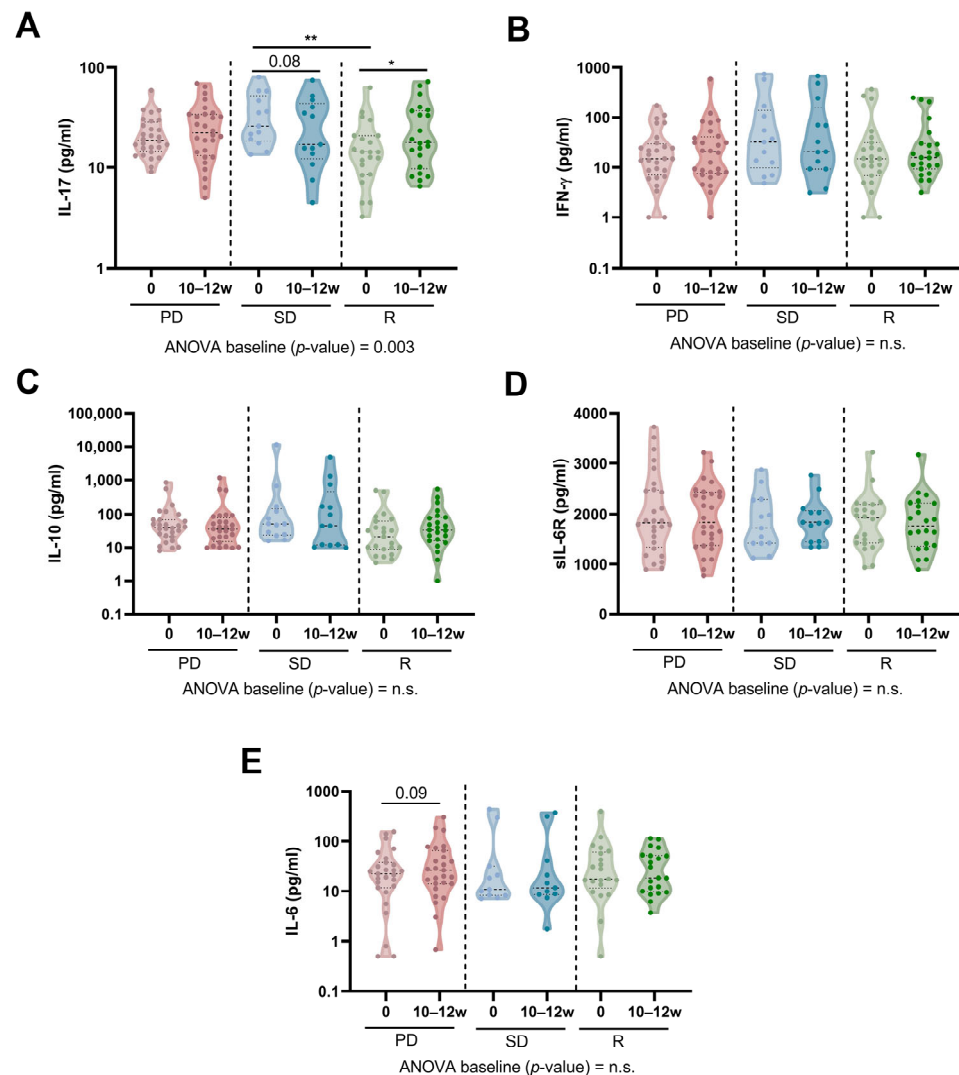 A
**
0.08
*
100
10
1
IL-17 (pg/ml)
0 10–12w 0 10–12w 0 10–12w
PD SD R
ANOVA baseline (p-value) = 0.003
B
1000
100
10
1
0.1
IFN-γ (pg/ml)
0 10–12w 0 10–12w 0 10–12w
PD SD R
ANOVA baseline (p-value) = n.s.
C
100,000
10,000
1,000
100
10
1
0.1
IL-10 (pg/ml)
0 10–12w 0 10–12w 0 10–12w
PD SD R
ANOVA baseline (p-value) = n.s.
D
4000
3000
2000
1000
0
sIL-6R (pg/ml)
0 10–12w 0 10–12w 0 10–12w
PD SD R
ANOVA baseline (p-value) = n.s.
E
0.09
1000
100
10
1
0.1
IL-6 (pg/ml)
0 10–12w 0 10–12w 0 10–12w
PD SD R
ANOVA baseline (p-value) = n.s.